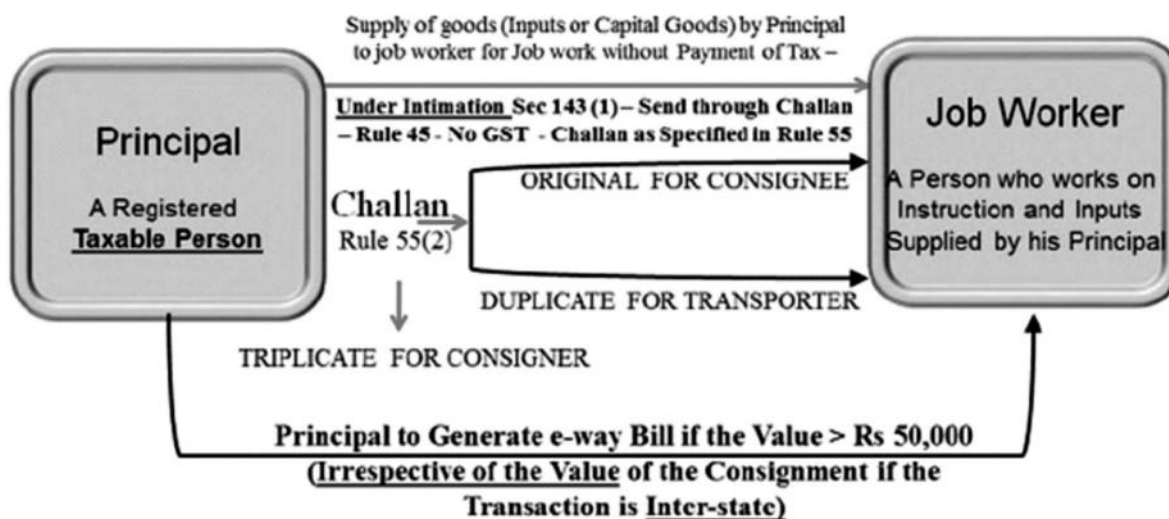 Supply of goods (Inputs or Capital Goods) by Principal
to job worker for Job work without Payment of Tax –
Under Intimation Sec 143 (1) – Send through Challan
– Rule 45 - No GST - Challan as Specified in Rule 55
Principal
A Registered
Taxable Person
Challan
Rule 55(2)
ORIGINAL FOR CONSIGNEE
DUPLICATE FOR TRANSPORTER
TRIPLICATE FOR CONSIGNER
Job Worker
A Person who works on
Instruction and Inputs
Supplied by his Principal
Principal to Generate e-way Bill if the Value > Rs 50,000
(Irrespective of the Value of the Consignment if the
Transaction is Inter-state)